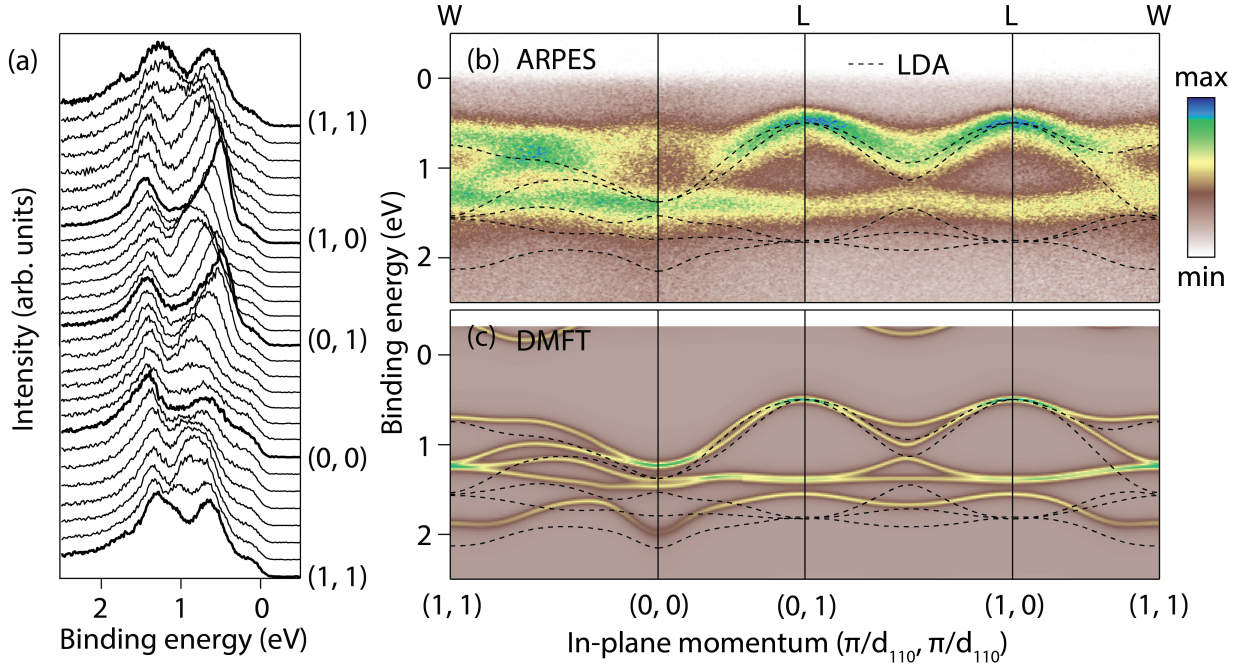 (a)
Intensity (arb. units)
(1, 1)
(1, 0)
(0, 1)
(0, 0)
(1, 1)
2 1 0
Binding energy (eV)
W L L W
(b) ARPES
LDA
0
1
2
Binding energy (eV)
max
min
(c) DMFT
0
1
2
(1, 1) (0, 0) (0, 1) (1, 0) (1, 1)
In-plane momentum (π/d110, π/d110)